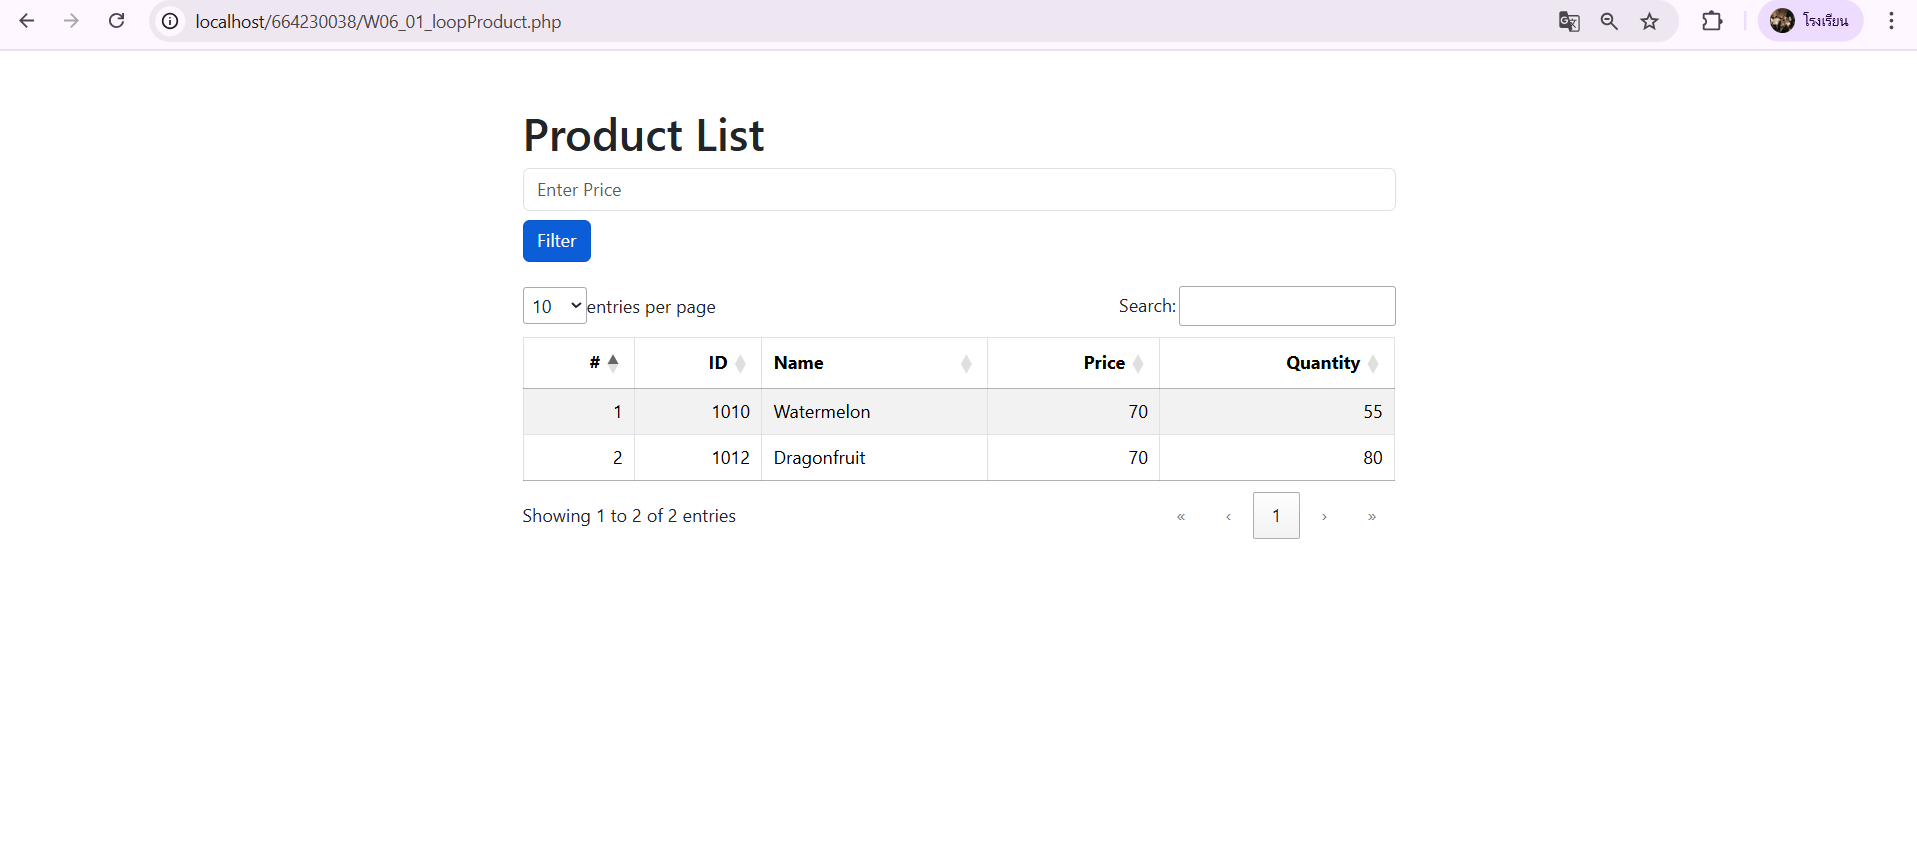 localhost/664230038/W06_01_loopProduct.php
โรงเรียน
Product List
Enter Price
Filter
10 entries per page
Search:
# ID Name Price Quantity
1 1010 Watermelon 70 55
2 1012 Dragonfruit 70 80
Showing 1 to 2 of 2 entries
« ‹ 1 › »